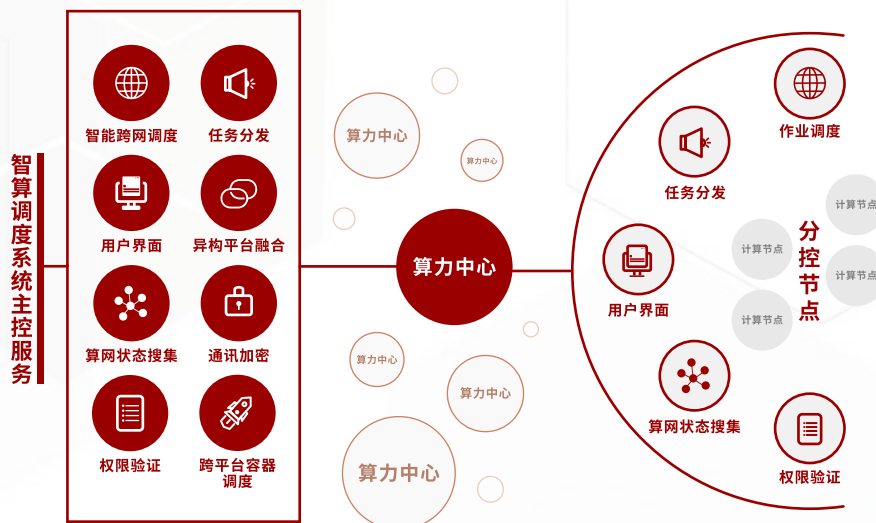 智算调度系统主控服务
智能跨网调度
任务分发
用户界面
异构平台融合
算网状态搜集
通讯加密
权限验证
跨平台容器
调度
算力中心
算力中心
算力中心
算力中心
算力中心
算力中心
作业调度
任务分发
用户界面
算网状态搜集
权限验证
分控节点
计算节点
计算节点
计算节点
计算节点